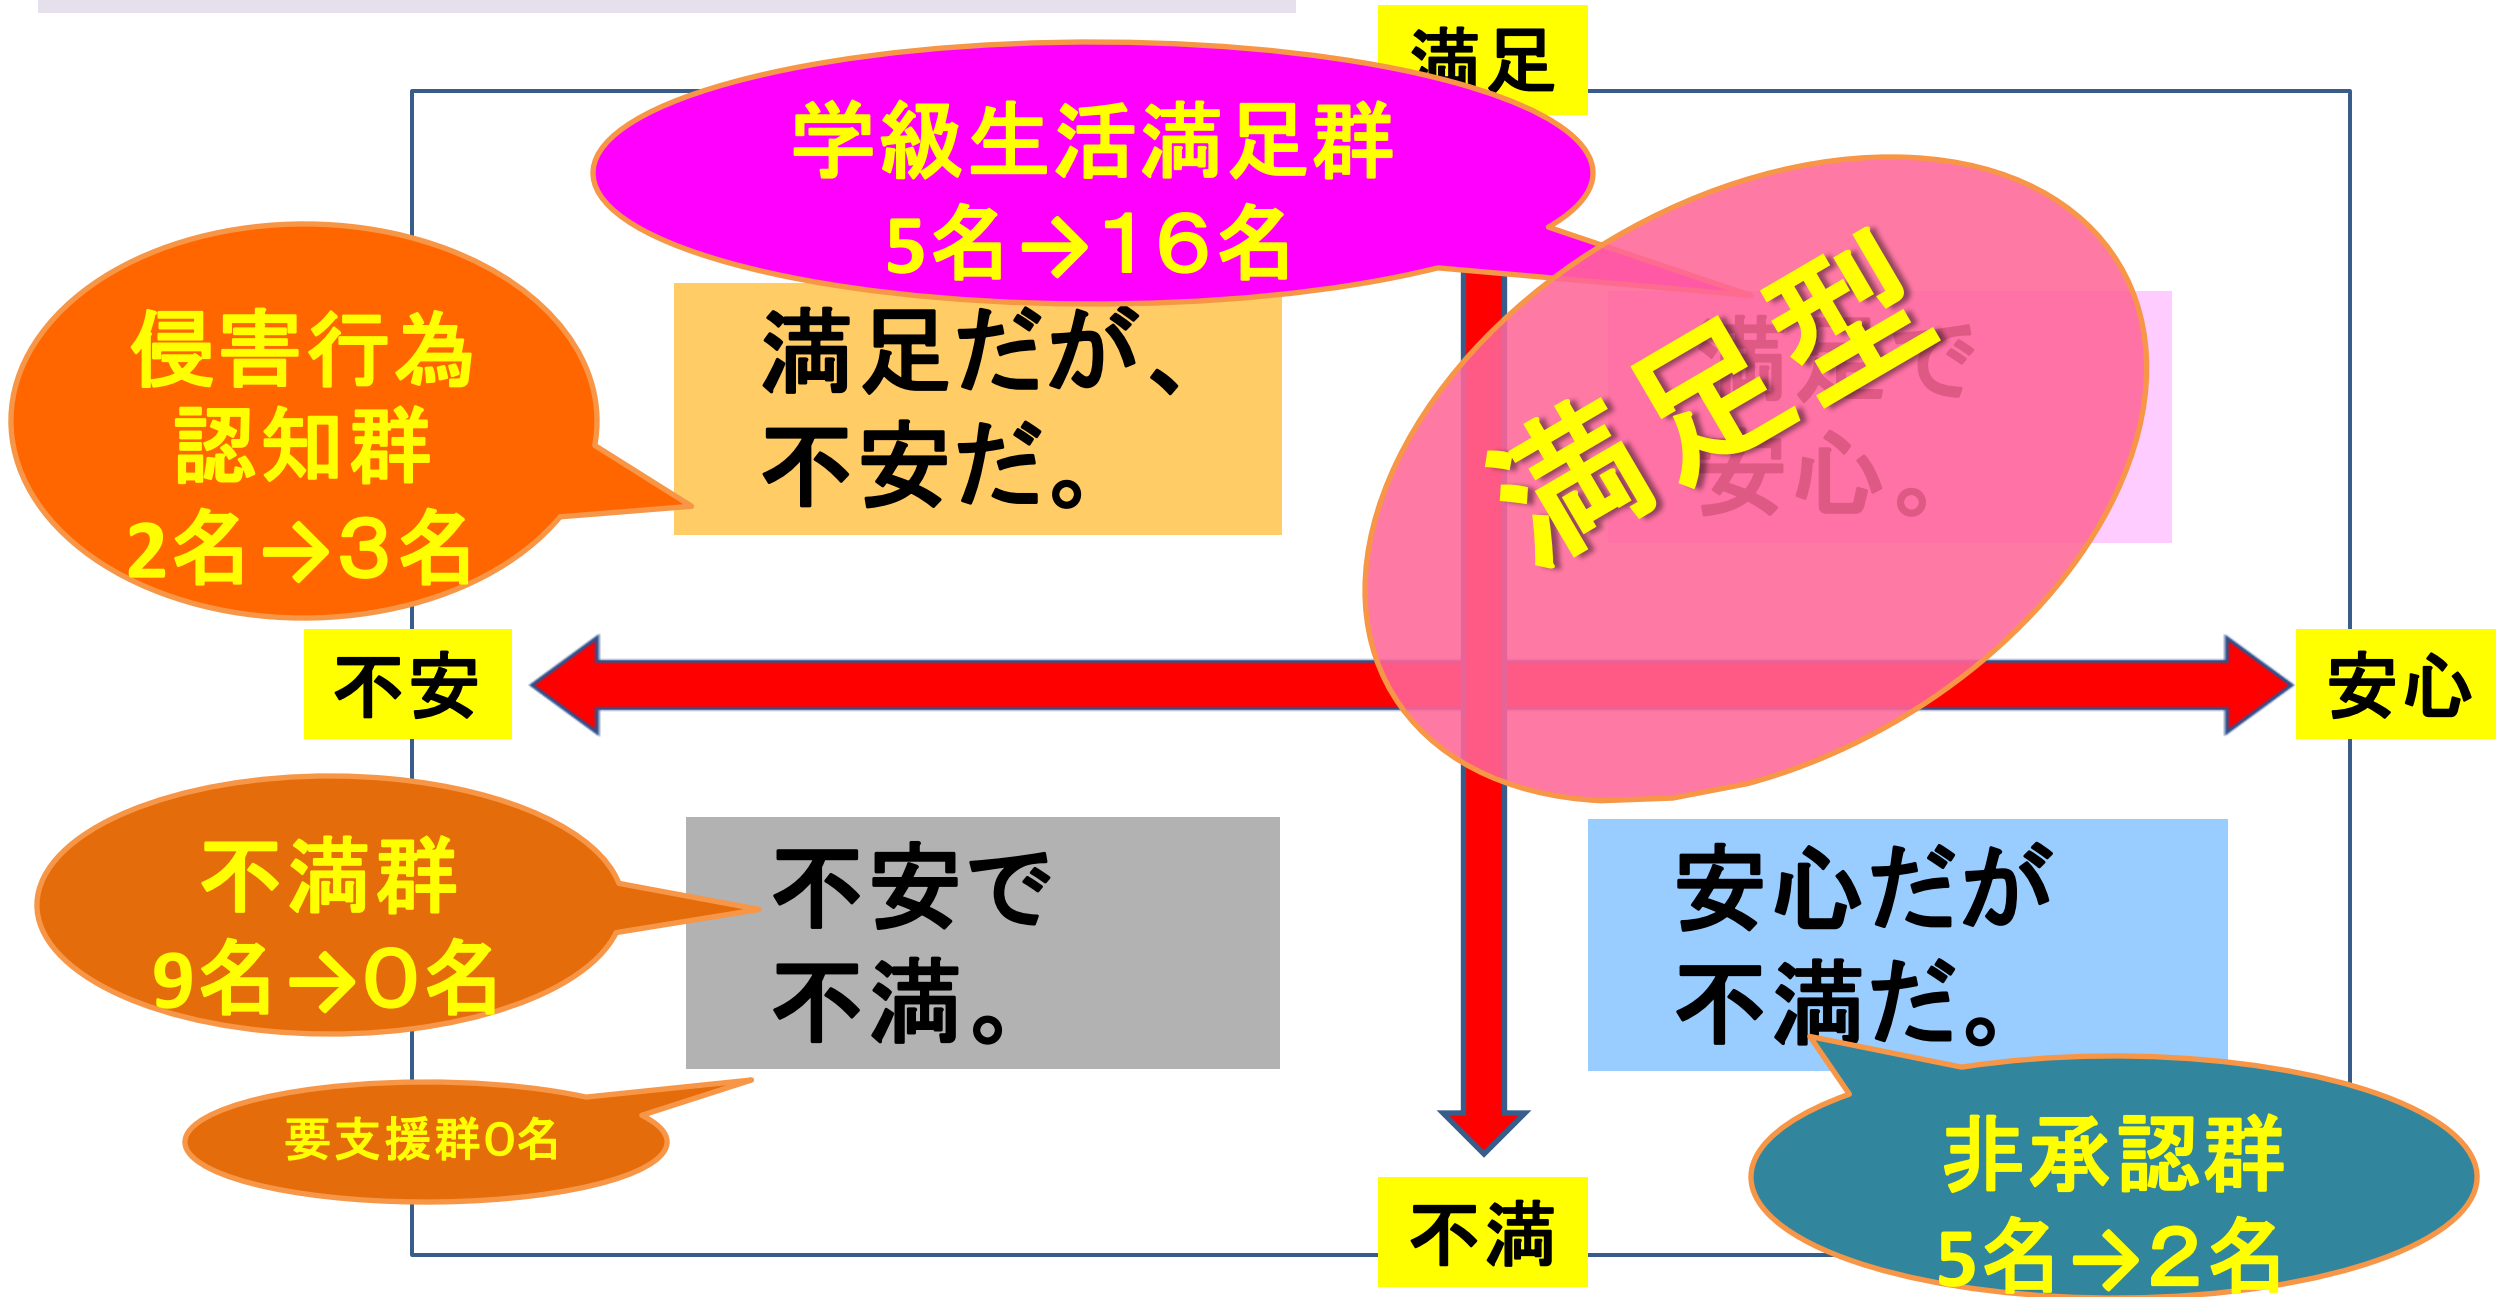 満足
学級生活満足群
5名→16名
侵害行為
認知群
2名→3名
満足だが、
不安だ。
満足型
満足で
安心。
不安
安心
不満群
9名→0名
不安で
不満。
安心だが
不満だ。
要支援群0名
非承認群
5名→2名
不満